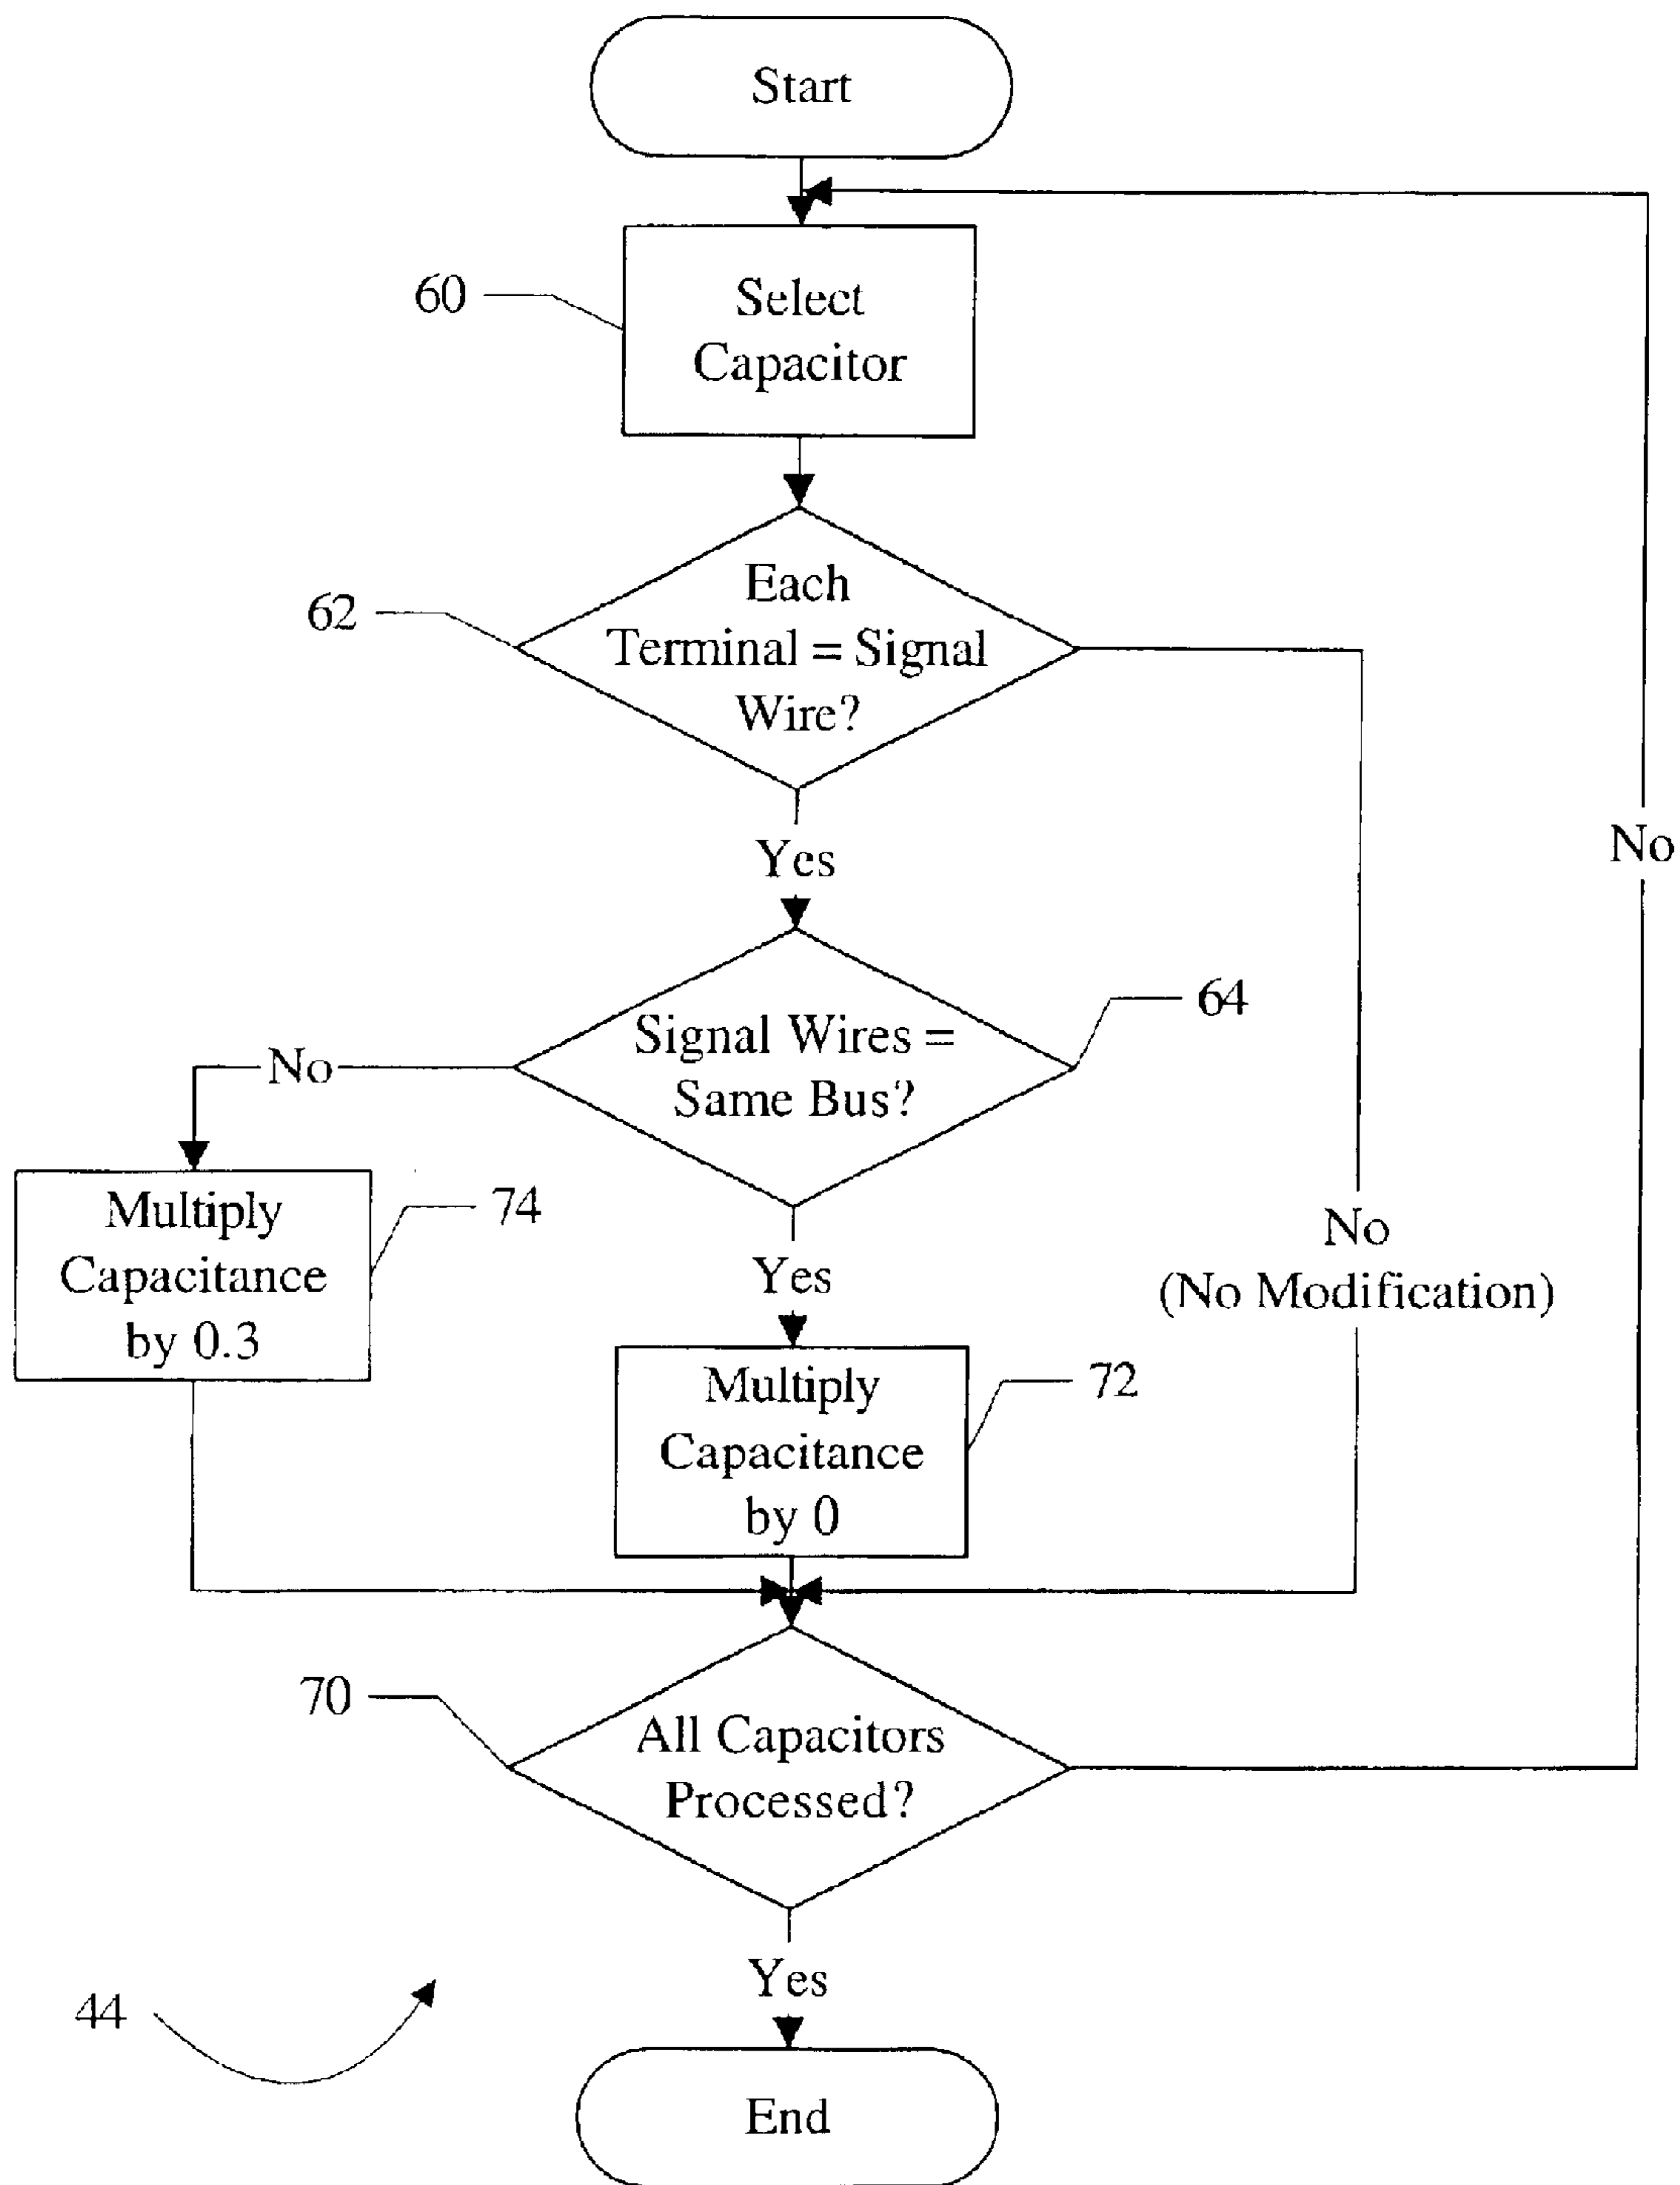 Start
60
Select
Capacitor
62
Each
Terminal = Signal
Wire?
Yes
No
64
Signal Wires =
Same Bus?
No
74
Multiply
Capacitance
by 0.3
Yes
No
(No Modification)
72
Multiply
Capacitance
by 0
70
All Capacitors
Processed?
Yes
44
End